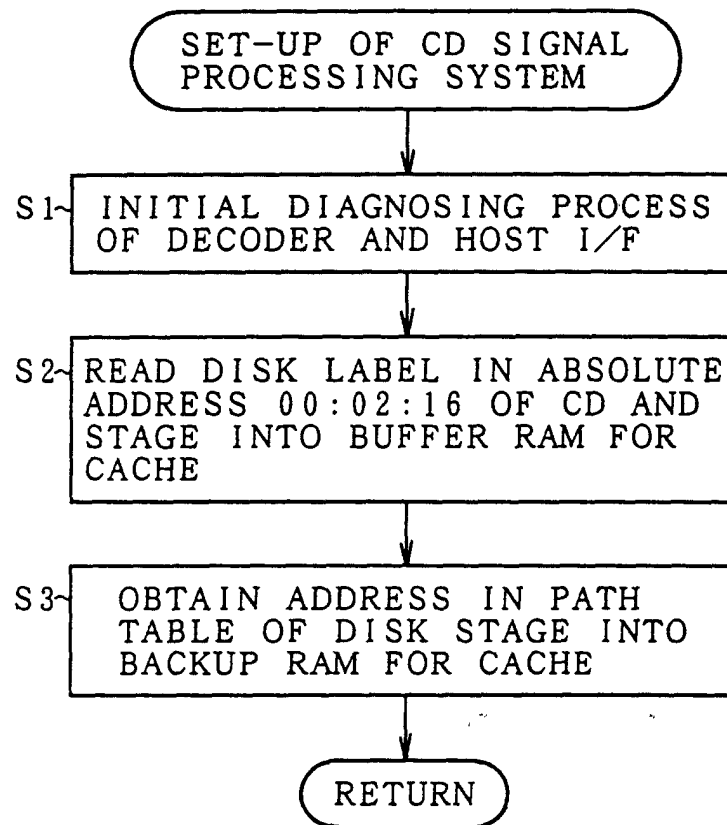 SET-UP OF CD SIGNAL
PROCESSING SYSTEM
S1~ INITIAL DIAGNOSING PROCESS
OF DECODER AND HOST I/F
S2~ READ DISK LABEL IN ABSOLUTE
ADDRESS 00:02:16 OF CD AND
STAGE INTO BUFFER RAM FOR
CACHE
S3~ OBTAIN ADDRESS IN PATH
TABLE OF DISK STAGE INTO
BACKUP RAM FOR CACHE
RETURN